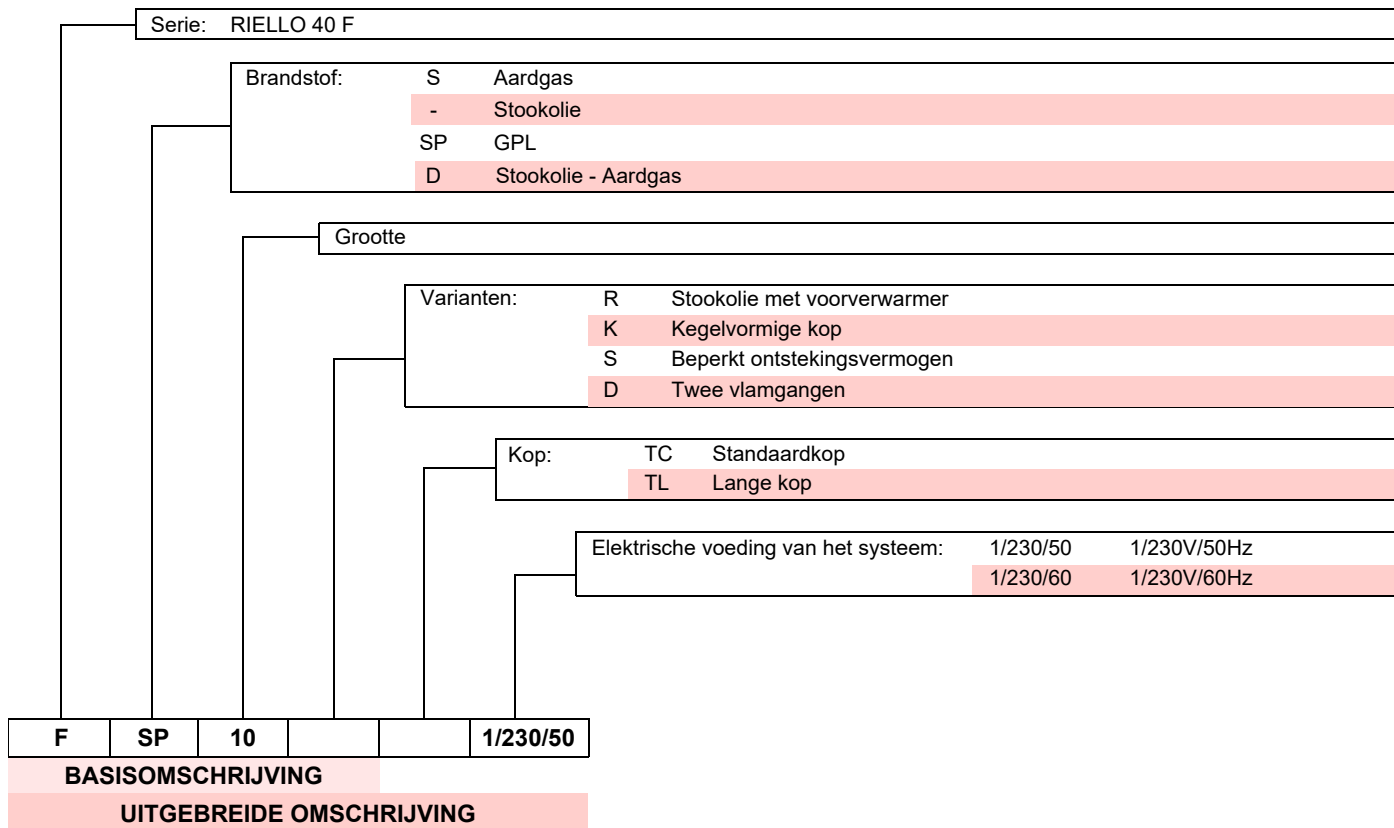 Serie: RIELLO 40 F
Brandstof: S Aardgas
- Stookolie
SP GPL
D Stookolie - Aardgas
Grootte
Varianten: R Stookolie met voorverwarmer
K Kegelvormige kop
S Beperkt ontstekingsvermogen
D Twee vlamgangen
Kop: TC Standaardkop
TL Lange kop
Elektrische voeding van het systeem: 1/230/50 1/230V/50Hz
1/230/60 1/230V/60Hz
F SP 10 1/230/50
BASISOMSCHRIJVING
UITGEBREIDE OMSCHRIJVING